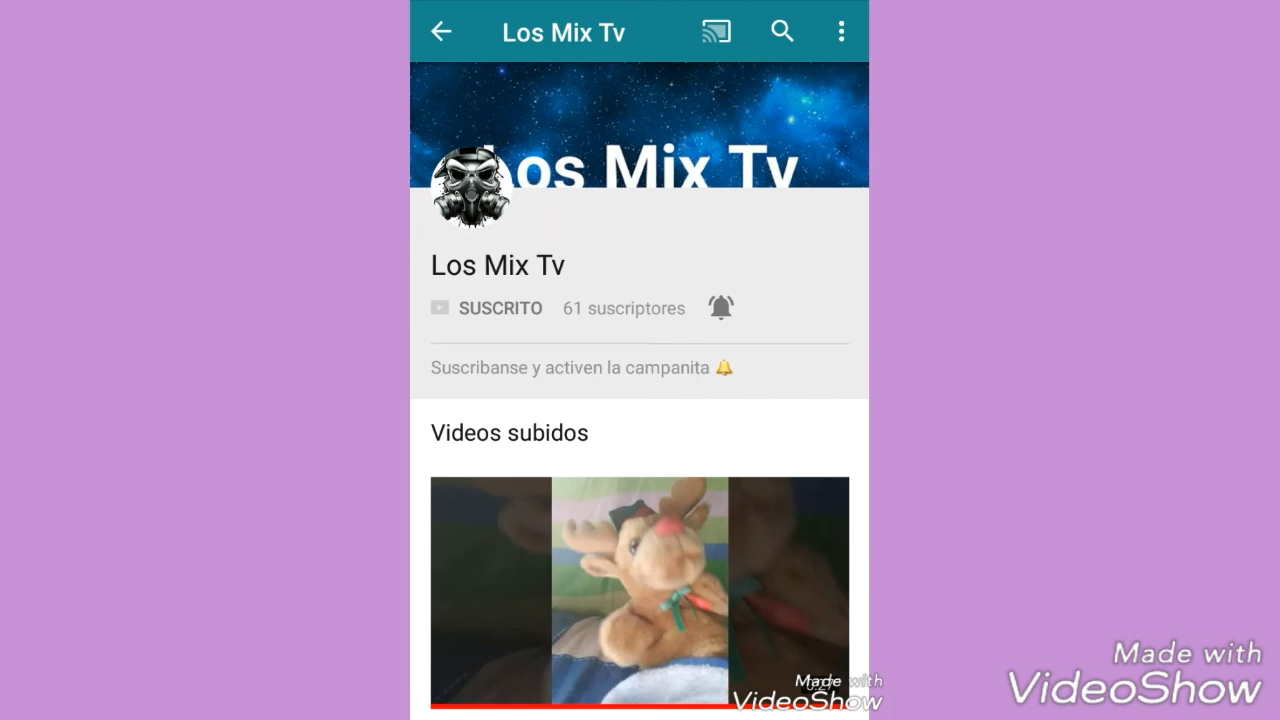 Los Mix Tv
Los Mix Tv
Los Mix Tv
SUSCRITO 61 suscriptores
Suscribanse y activen la campanita 🔔
Videos subidos
Made with
VideoShow
Made with
VideoShow